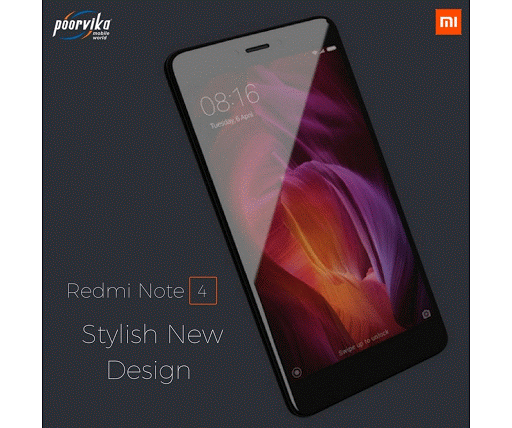 poorvika
mobile
world
mi
08:16
Tuesday, 6 April
Redmi Note 4
Stylish New
Design
Swipe up to unlock